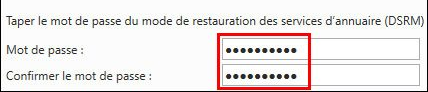 Taper le mot de passe du mode de restauration des services d'annuaire (DSRM)
Mot de passe : ●●●●●●●●●●
Confirmer le mot de passe : ●●●●●●●●●●